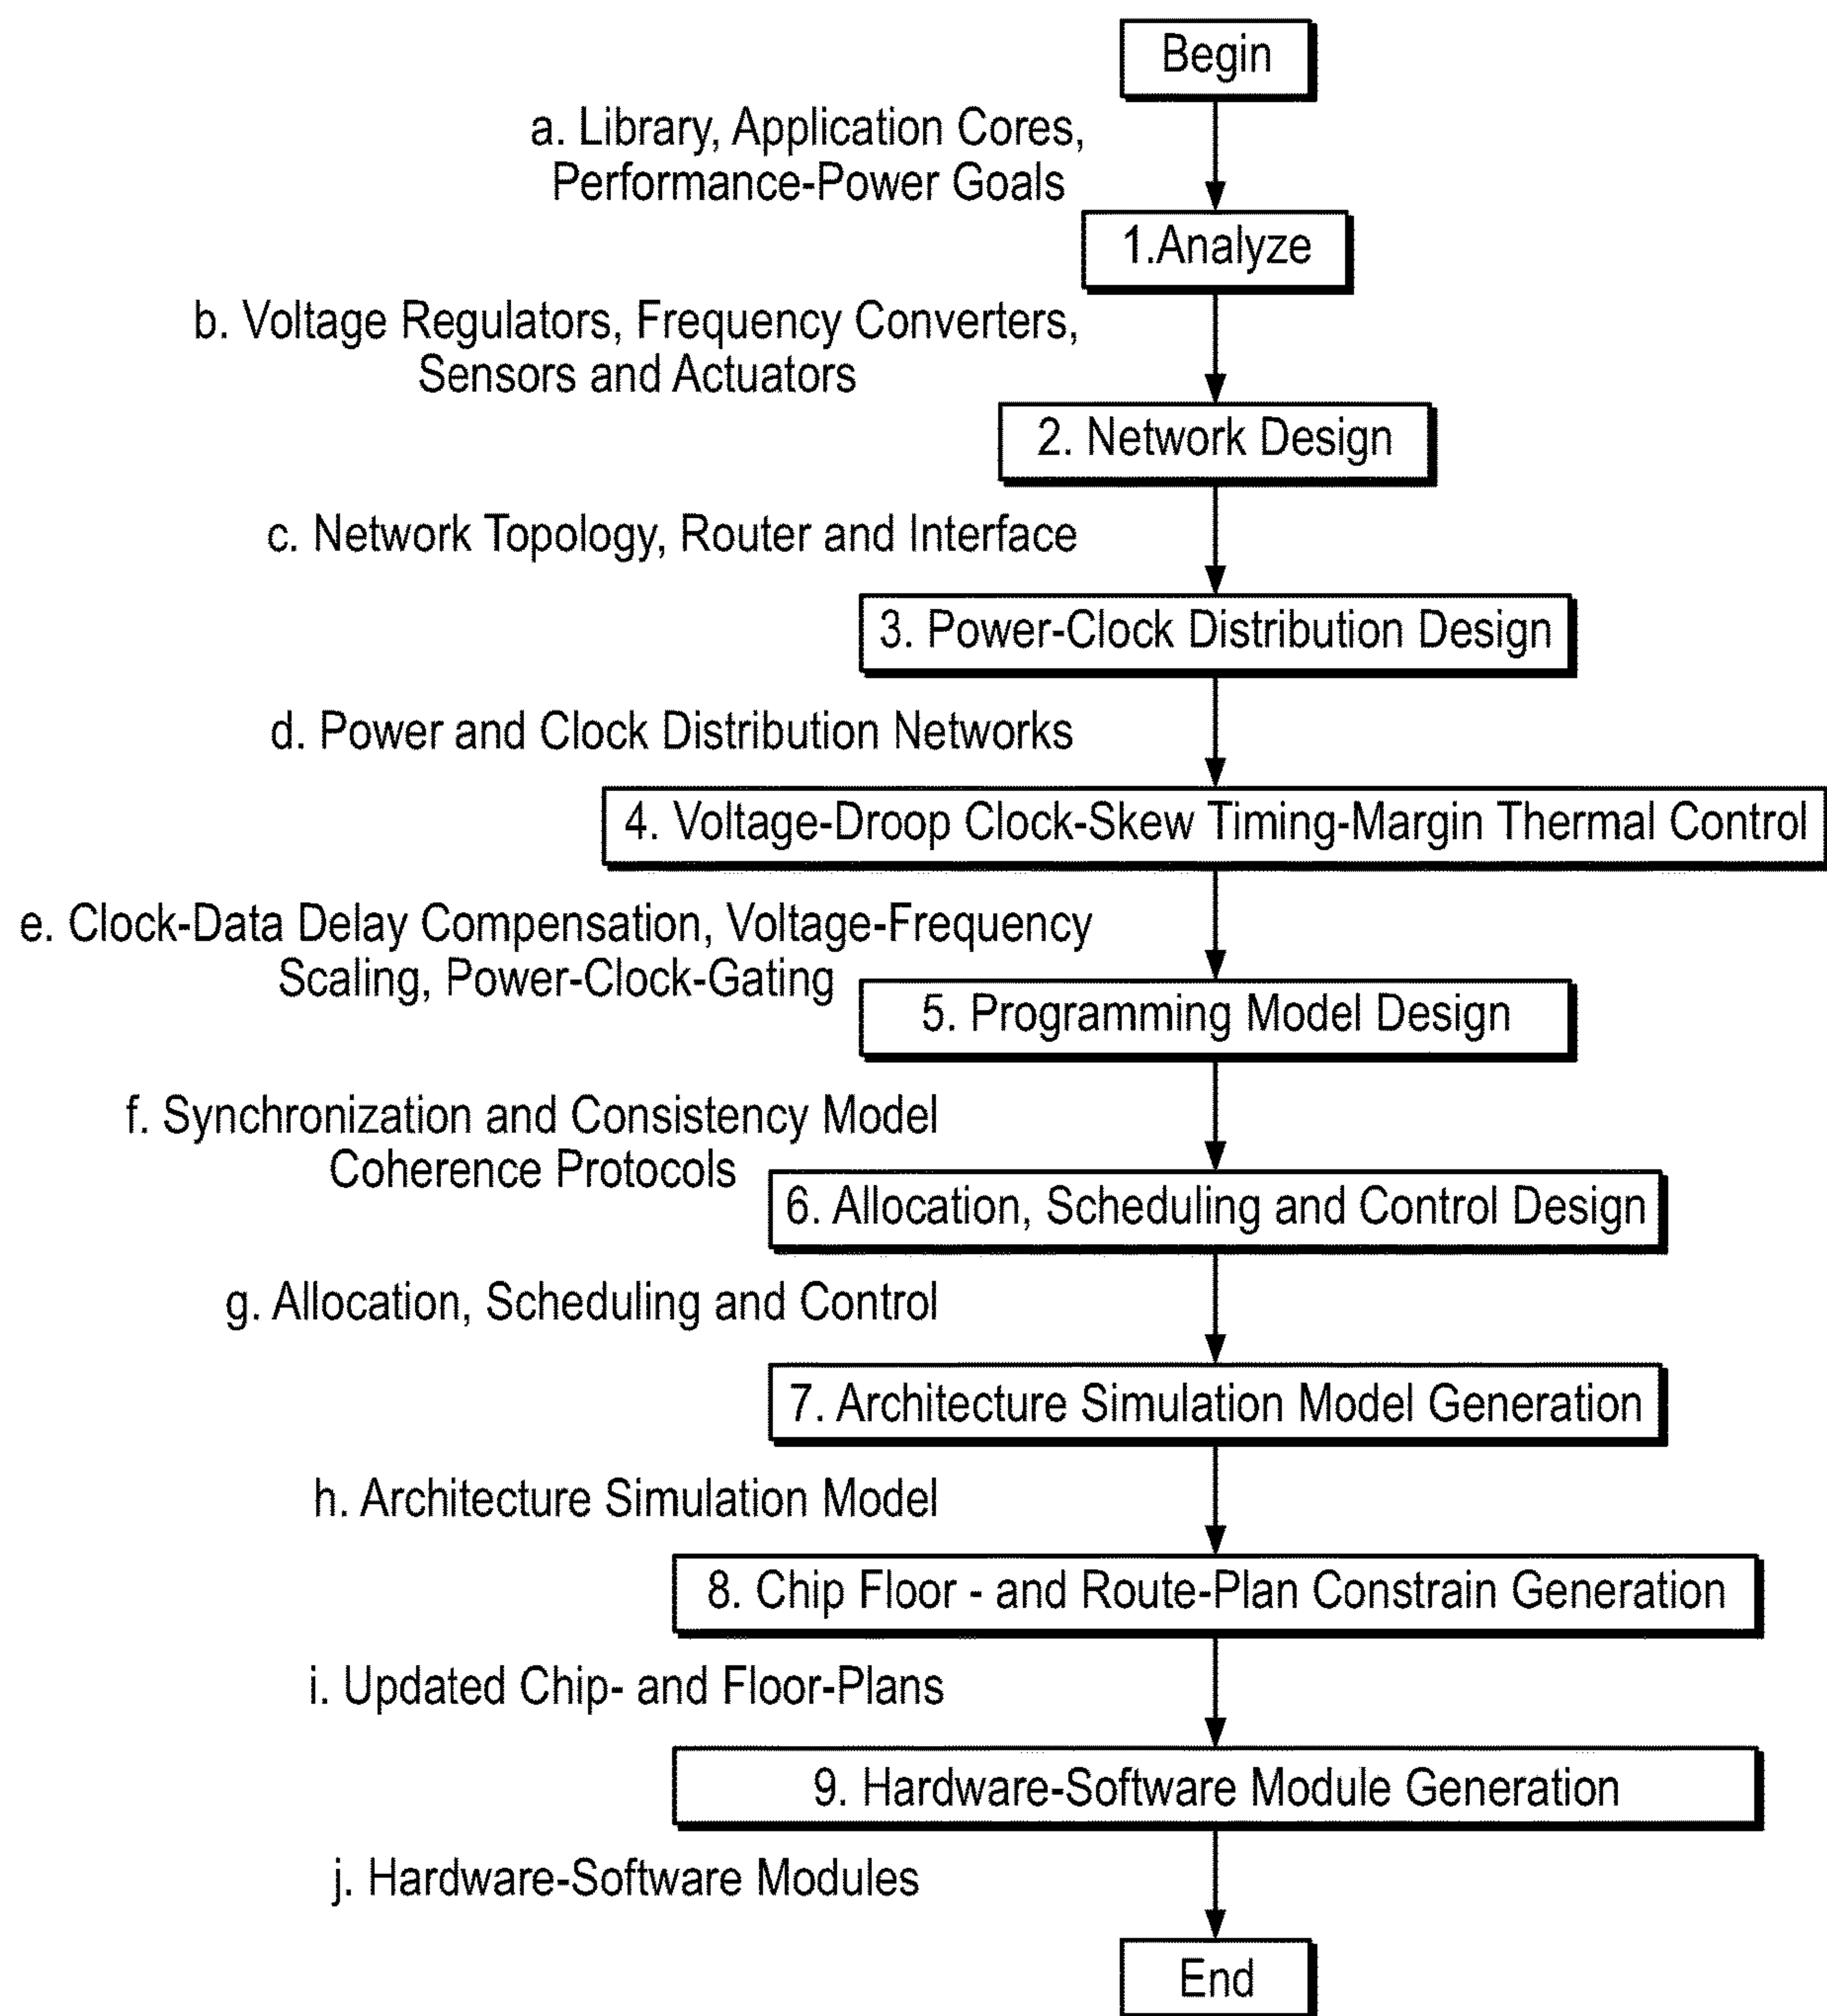 Begin
a. Library, Application Cores,
Performance-Power Goals
1.Analyze
b. Voltage Regulators, Frequency Converters,
Sensors and Actuators
2. Network Design
c. Network Topology, Router and Interface
3. Power-Clock Distribution Design
d. Power and Clock Distribution Networks
4. Voltage-Droop Clock-Skew Timing-Margin Thermal Control
e. Clock-Data Delay Compensation, Voltage-Frequency
Scaling, Power-Clock-Gating
5. Programming Model Design
f. Synchronization and Consistency Model
Coherence Protocols
6. Allocation, Scheduling and Control Design
g. Allocation, Scheduling and Control
7. Architecture Simulation Model Generation
h. Architecture Simulation Model
8. Chip Floor - and Route-Plan Constrain Generation
i. Updated Chip- and Floor-Plans
9. Hardware-Software Module Generation
j. Hardware-Software Modules
End